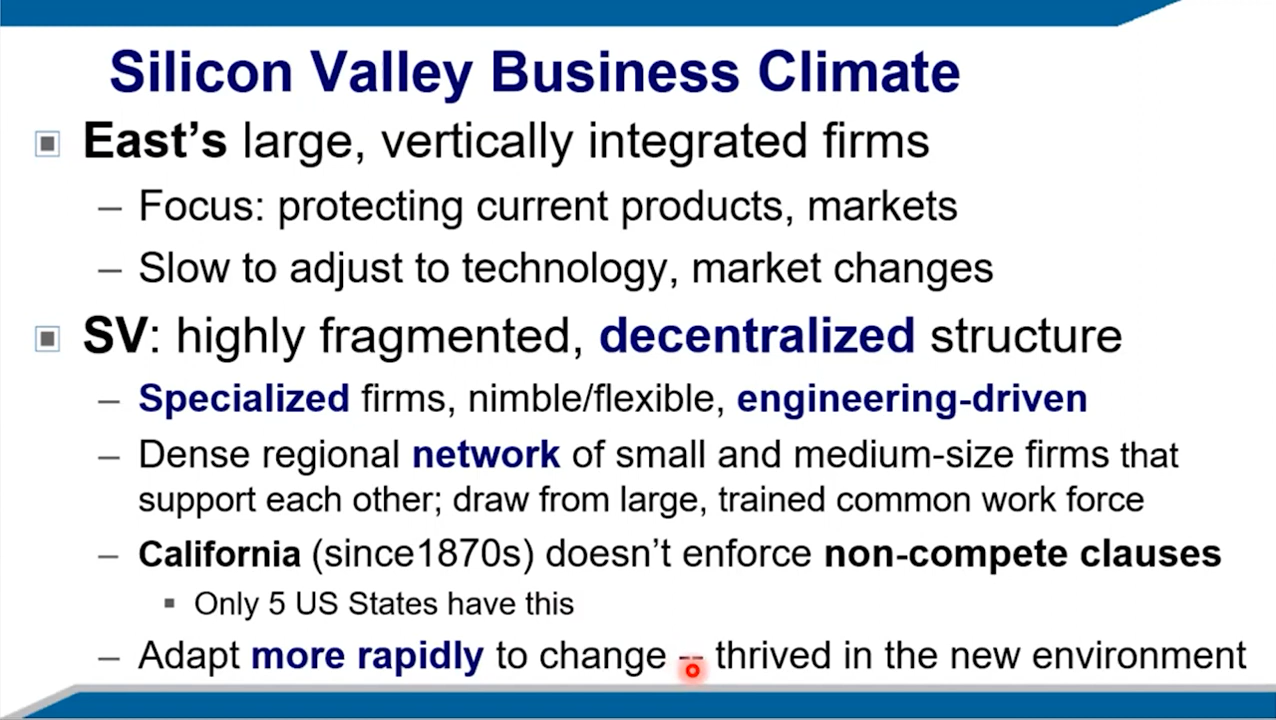 Silicon Valley Business Climate
East’s large, vertically integrated firms
– Focus: protecting current products, markets
– Slow to adjust to technology, market changes
SV: highly fragmented, decentralized structure
– Specialized firms, nimble/flexible, engineering-driven
– Dense regional network of small and medium-size firms that
support each other; draw from large, trained common work force
– California (since1870s) doesn’t enforce non-compete clauses
▪ Only 5 US States have this
– Adapt more rapidly to change – thrived in the new environment